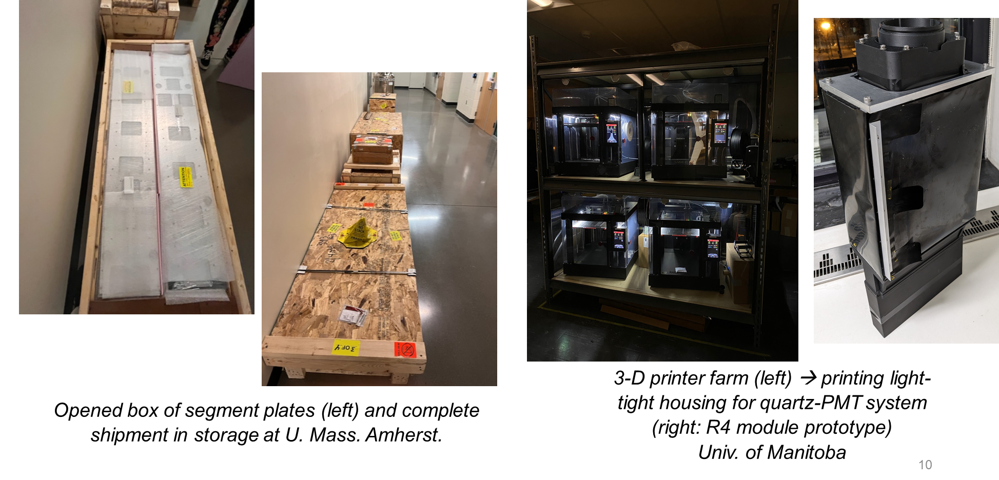 ATTENTION
STACK
3 OF 4
Opened box of segment plates (left) and complete
shipment in storage at U. Mass. Amherst.
3-D printer farm (left) → printing light-
tight housing for quartz-PMT system
(right: R4 module prototype)
Univ. of Manitoba
10